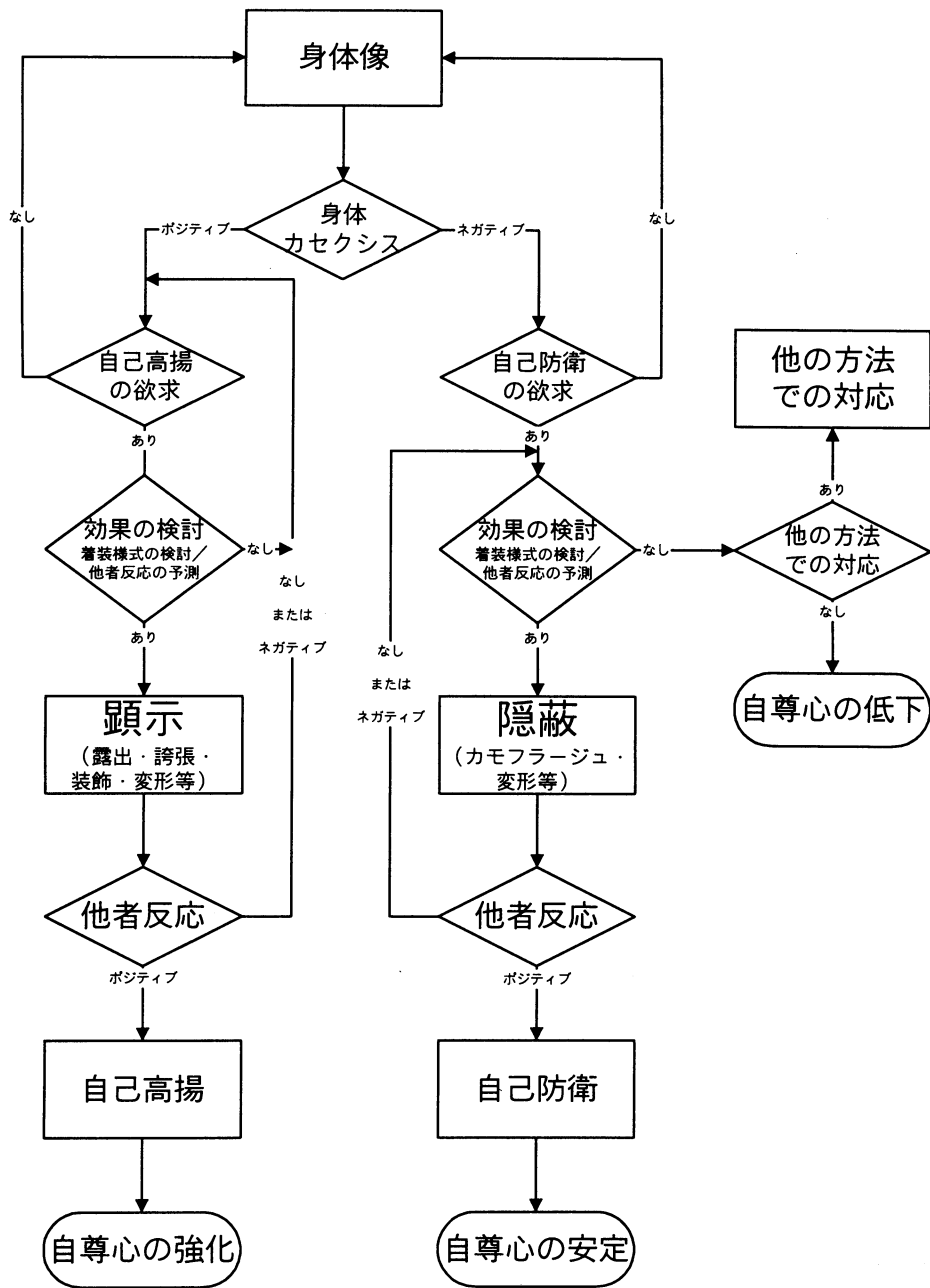 身体像
身体
カセクシス
ポジティブ
ネガティブ
なし
なし
自己高揚
の欲求
自己防衛
の欲求
他の方法
での対応
あり
あり
あり
効果の検討
着装様式の検討／
他者反応の予測
なし
効果の検討
着装様式の検討／
他者反応の予測
なし
他の方法
での対応
なし
または
ネガティブ
なし
または
ネガティブ
あり
あり
なし
顕示
（露出・誇張・
装飾・変形等）
隠蔽
（カモフラージュ・
変形等）
自尊心の低下
他者反応
他者反応
ポジティブ
ポジティブ
自己高揚
自己防衛
自尊心の強化
自尊心の安定